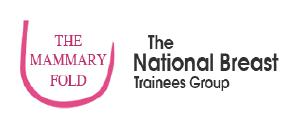 THE
MAMMARY
FOLD
The
National Breast
Trainees Group